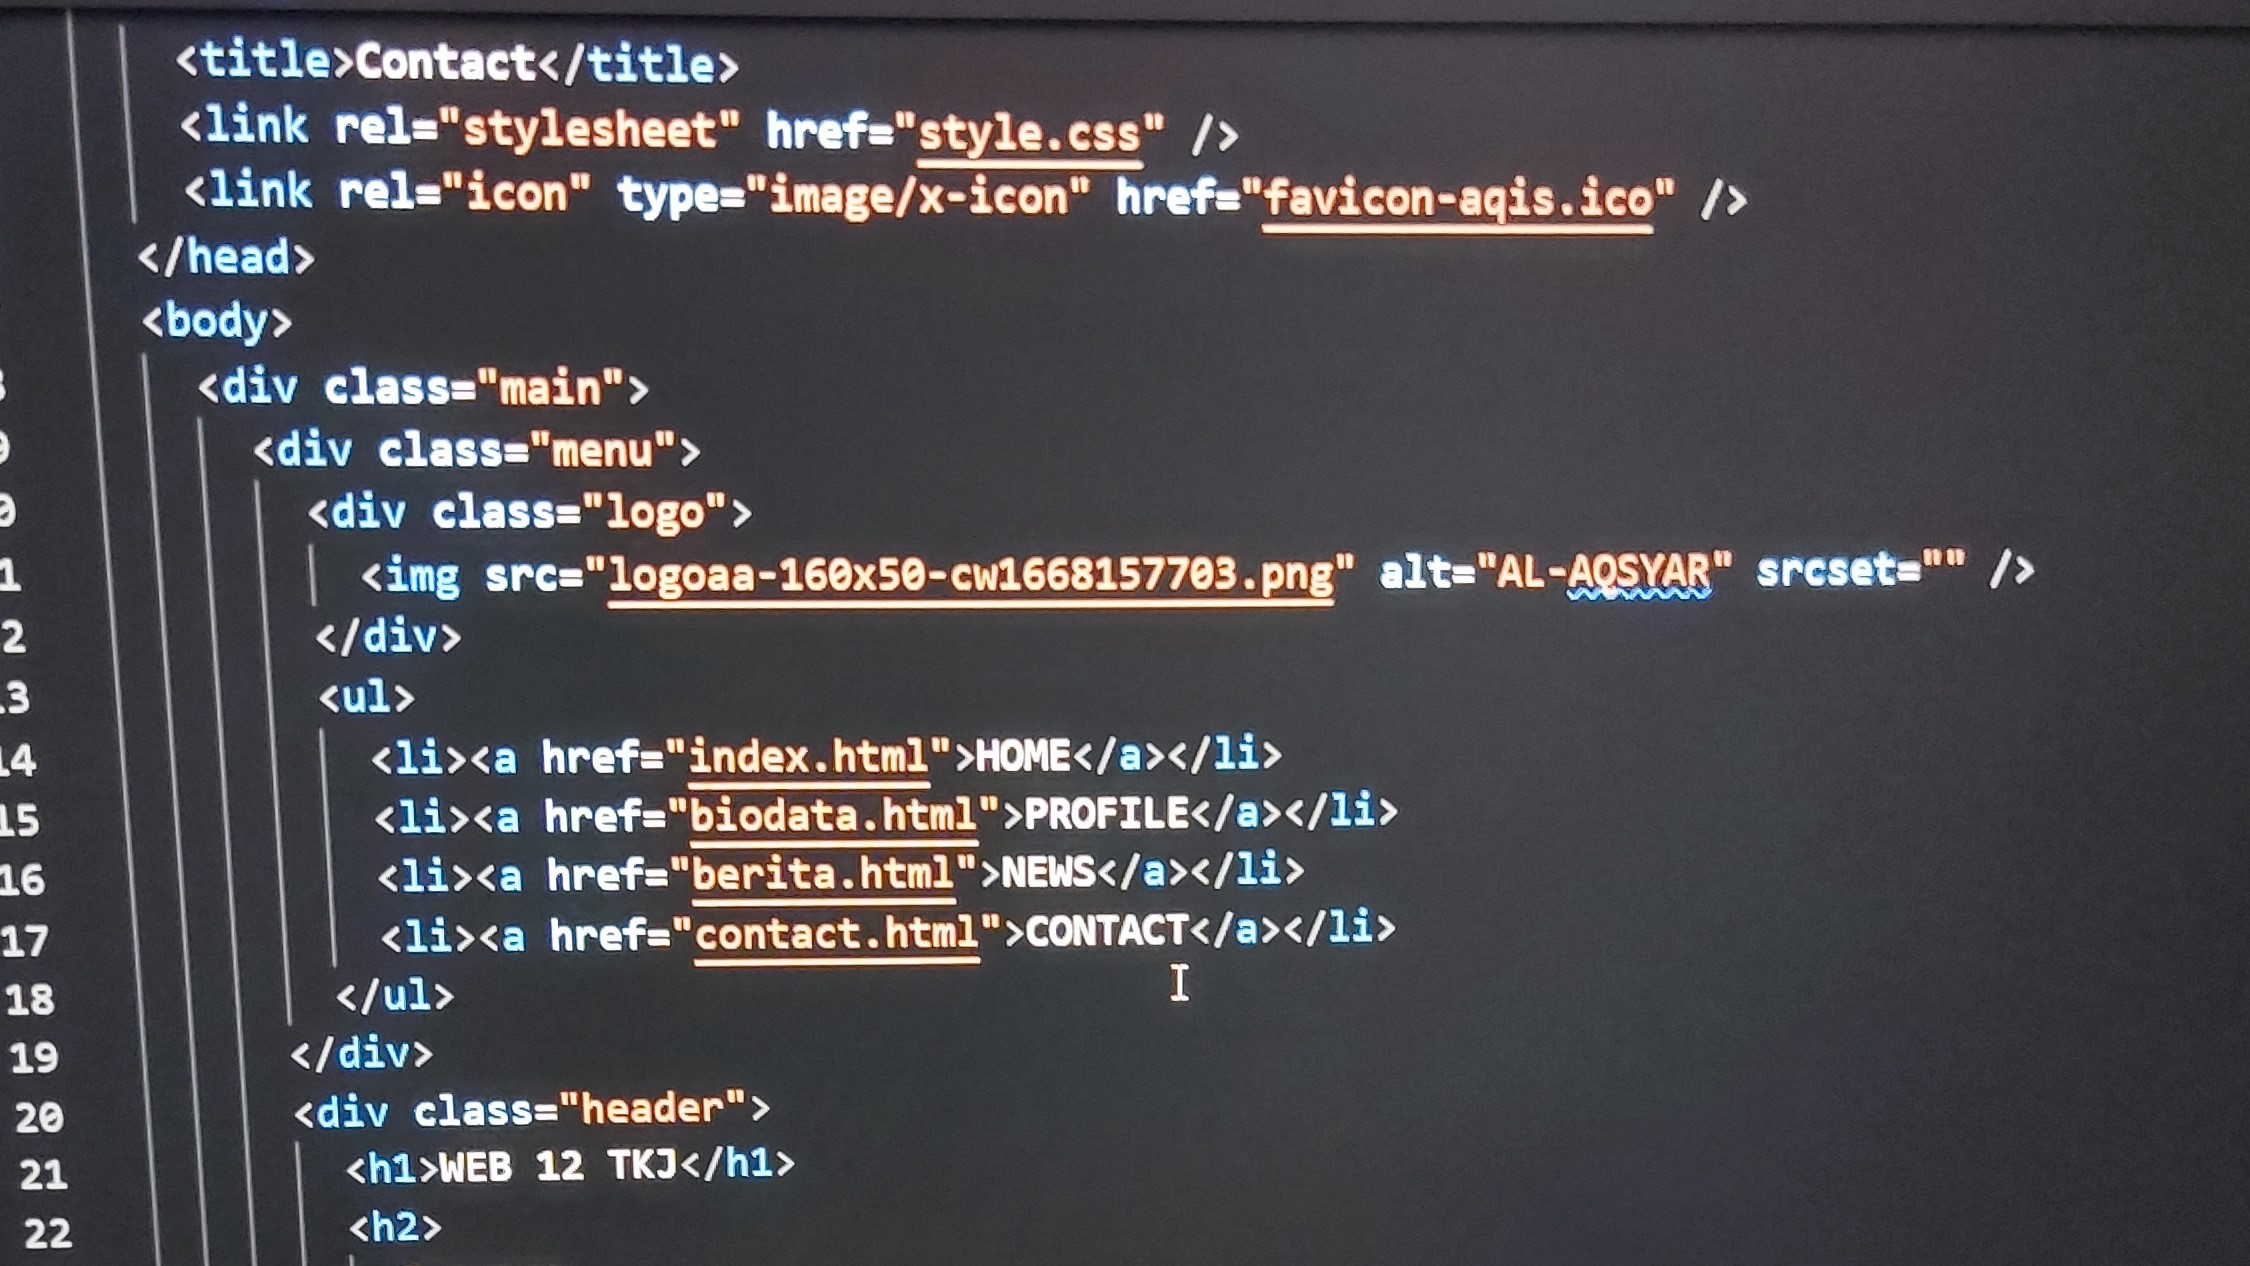 <title>Contact</title>
<link rel="stylesheet" href="style.css" />
<link rel="icon" type="image/x-icon" href="favicon-aqis.ico" />
</head>
<body>
<div class="main">
<div class="menu">
<div class="logo">
<img src="logoaa-160x50-cw1668157703.png" alt="AL-AQSYAR" srcset="" />
2 </div>
3 <ul>
14 <li><a href="index.html">HOME</a></li>
15 <li><a href="biodata.html">PROFILE</a></li>
16 <li><a href="berita.html">NEWS</a></li>
17 <li><a href="contact.html">CONTACT</a></li>
18 </ul>
19 </div>
20 <div class="header">
21 <h1>WEB 12 TKJ</h1>
22 <h2>